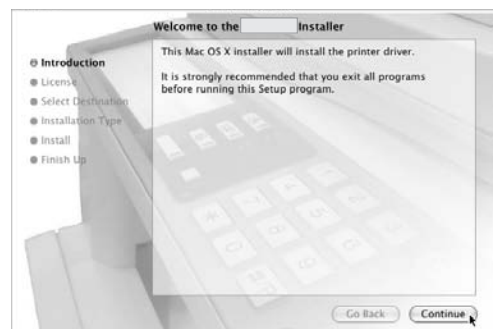 Welcome to the Installer
Introduction
License
Select Destination
Installation Type
Install
Finish Up
This Mac OS X installer will install the printer driver.
It is strongly recommended that you exit all programs
before running this Setup program.
Go Back
Continue